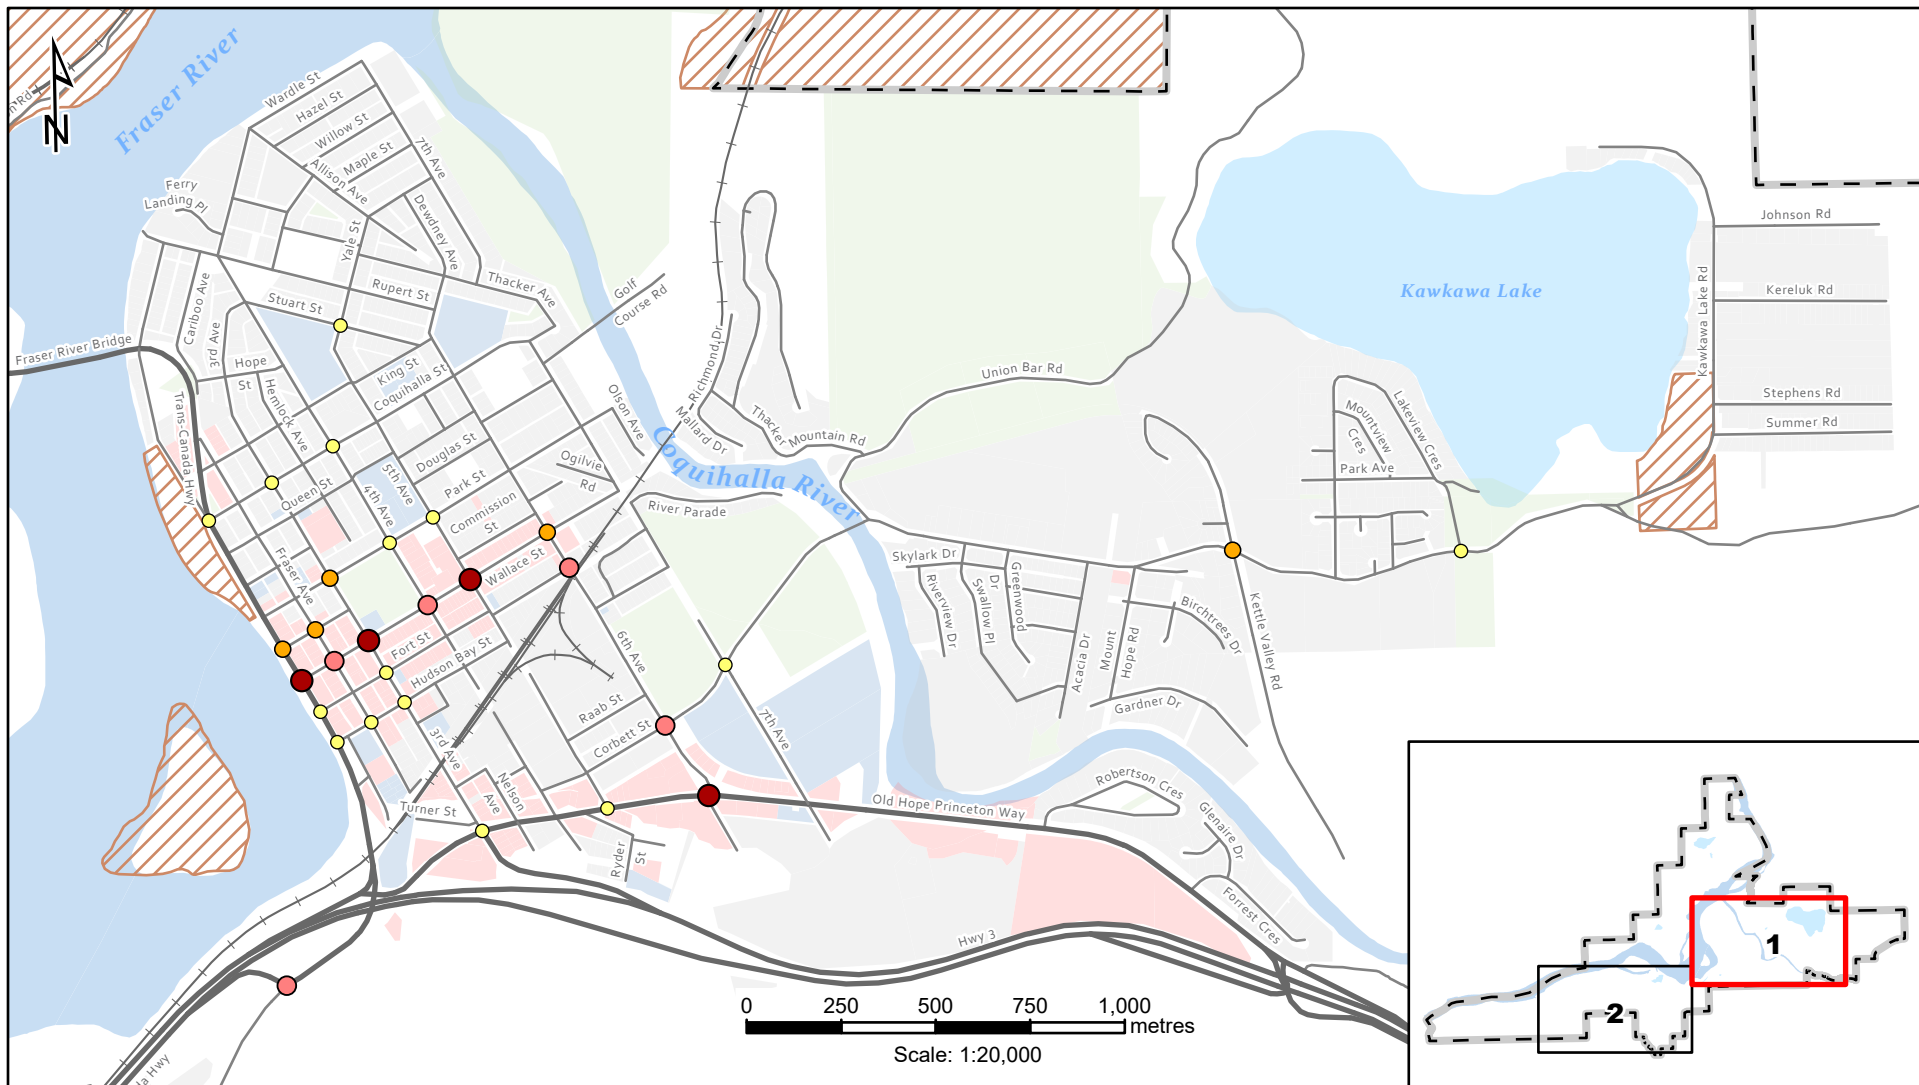 Fraser River
N
Wardle St
Hazel St
Willow St
Maple St
Allison Ave
7th Ave
Ferry
Landing Pl
Yale St
Dewdney Ave
Thacker Ave
Rupert St
Stuart St
Cariboo Ave
3rd Ave
Fraser River Bridge
Hope
St
Hemlock Ave
Trans-Canada Hwy
King St
Coquihalla St
Golf
Course Rd
Richmond Dr
Mallard Dr
Thacker
Mountain Rd
Olson Ave
Coquihalla River
Douglas St
Ogilvie
Rd
Park St
5th Ave
4th Ave
Queen St
Commission
St
River Parade
Wallace St
Fraser Ave
Fort St
Hudson Bay St
6th Ave
Raab St
Corbett St
7th Ave
3rd Ave
Nelson
Ave
Turner St
Ryder
St
Old Hope Princeton Way
Hwy 3
Union Bar Rd
Kawkawa Lake
Kawkawa Lake Rd
Johnson Rd
Kereluk Rd
Stephens Rd
Summer Rd
Lakeview Cres
Mountview
Cres
Park Ave
Skylark Dr
Riverview Dr
Swallow Pl
Dr
Greenwood
Acacia Dr
Mount
Hope Rd
Birchtrees Dr
Gardner Dr
Kettle Valley Rd
Robertson Cres
Glenaire Dr
Forrest Cres
0 250 500 750 1,000
metres
Scale: 1:20,000
1
2